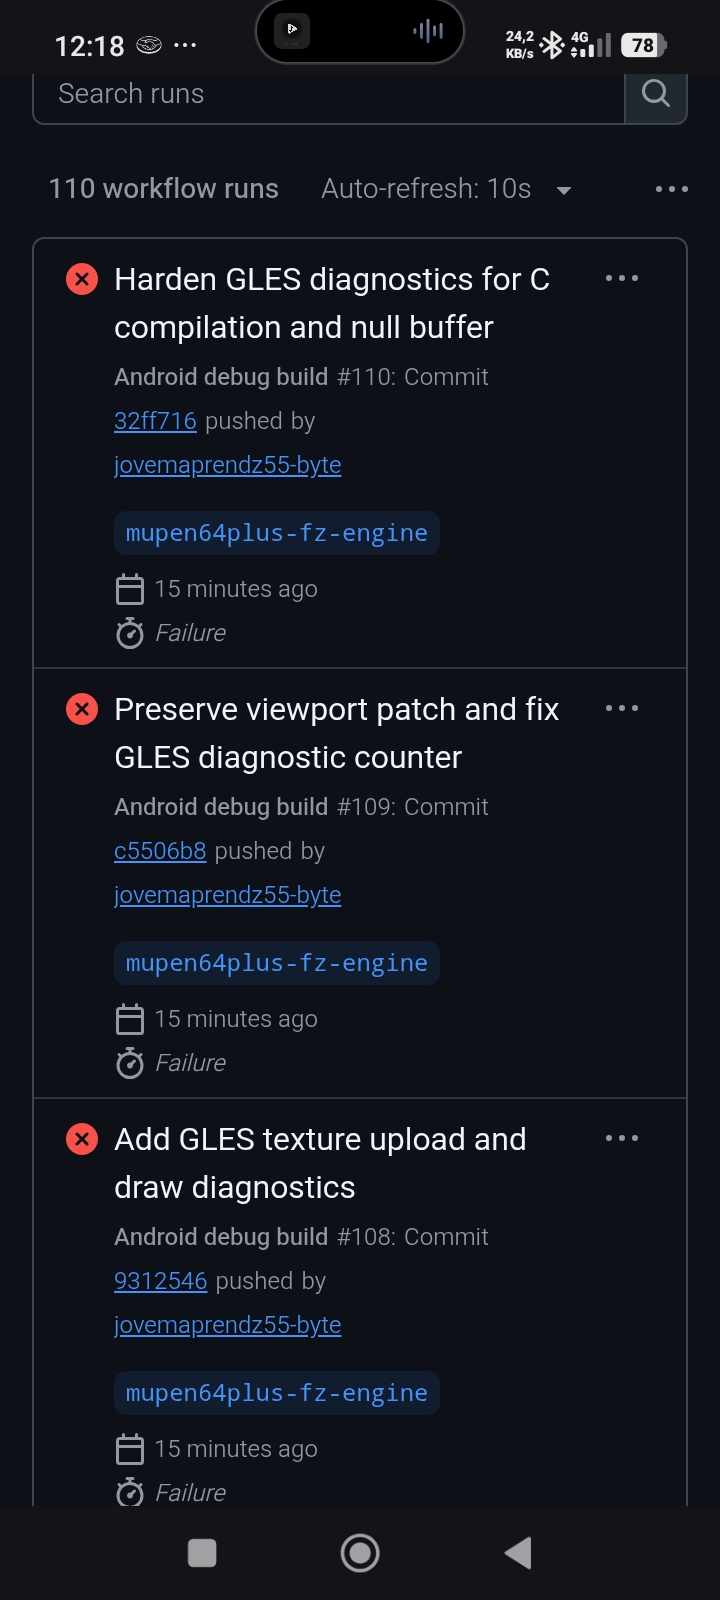 12:18
24,2
KB/s
4G
78
Search runs
110 workflow runs Auto-refresh: 10s
Harden GLES diagnostics for C
compilation and null buffer
Android debug build #110: Commit
32ff716 pushed by
jovemaprendz55-byte
mupen64plus-fz-engine
15 minutes ago
Failure
Preserve viewport patch and fix
GLES diagnostic counter
Android debug build #109: Commit
c5506b8 pushed by
jovemaprendz55-byte
mupen64plus-fz-engine
15 minutes ago
Failure
Add GLES texture upload and
draw diagnostics
Android debug build #108: Commit
9312546 pushed by
jovemaprendz55-byte
mupen64plus-fz-engine
15 minutes ago
Failure